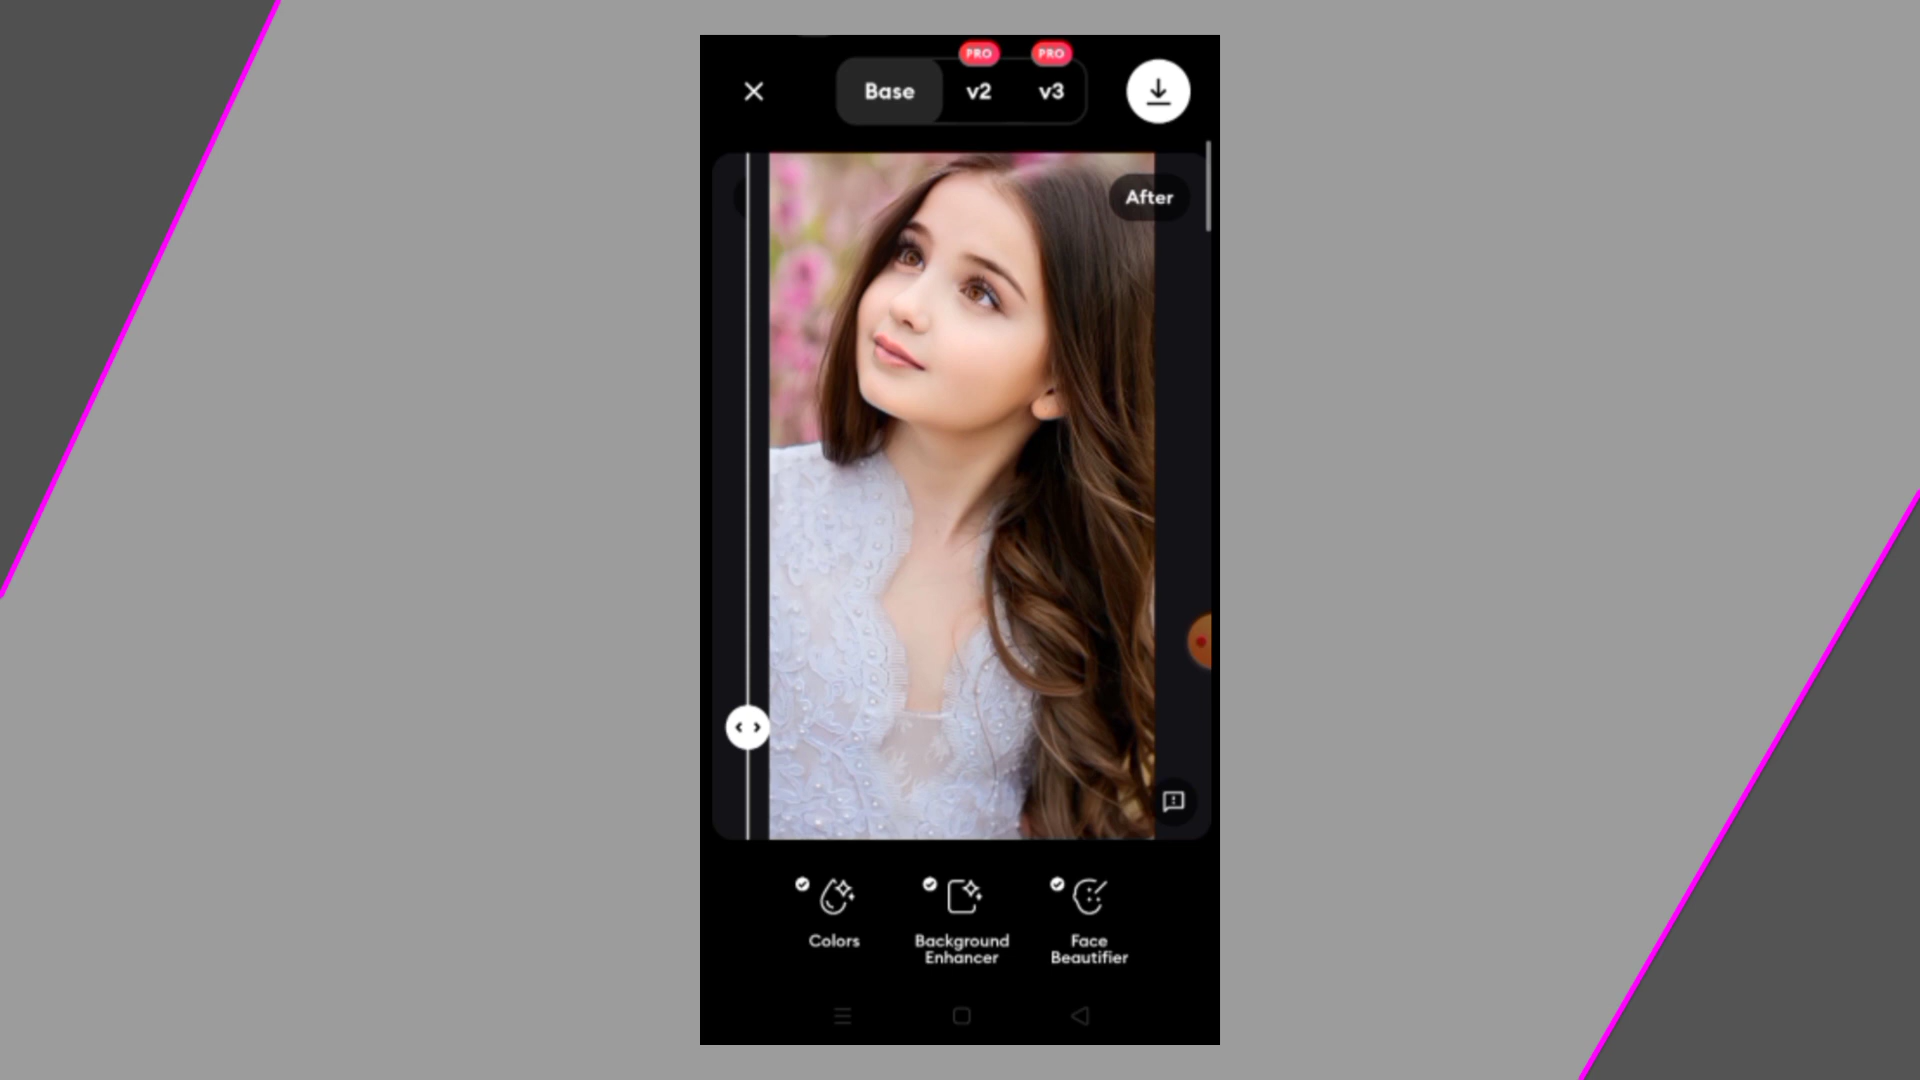 PRO
PRO
Base
v2
v3
After
Colors
Background
Enhancer
Face
Beautifier